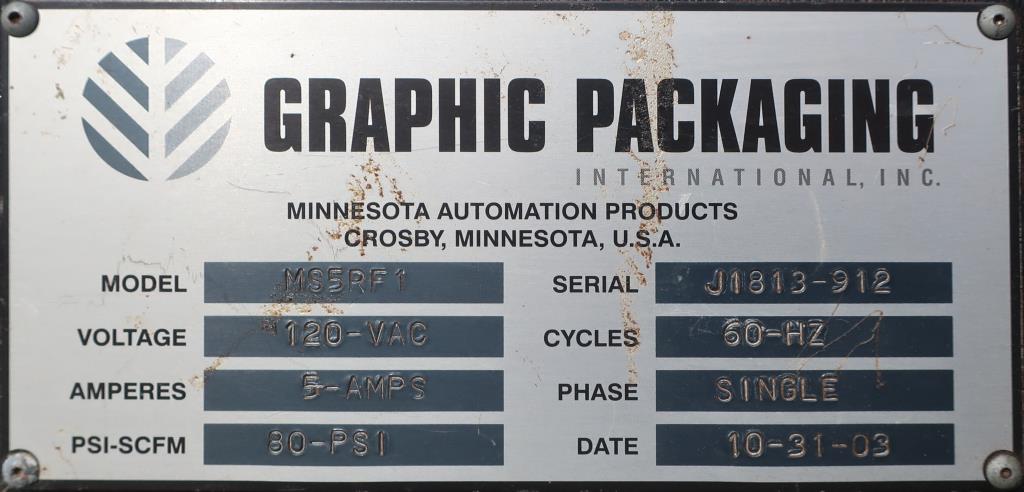 GRAPHIC PACKAGING
INTERNATIONAL, INC.
MINNESOTA AUTOMATION PRODUCTS
CROSBY, MINNESOTA, U.S.A.
MODEL MS5RF1 SERIAL J1813-912
VOLTAGE 120-VAC CYCLES 60-HZ
AMPERES 5-AMPS PHASE SINGLE
PSI-SCFM 80-PSI DATE 10-31-03